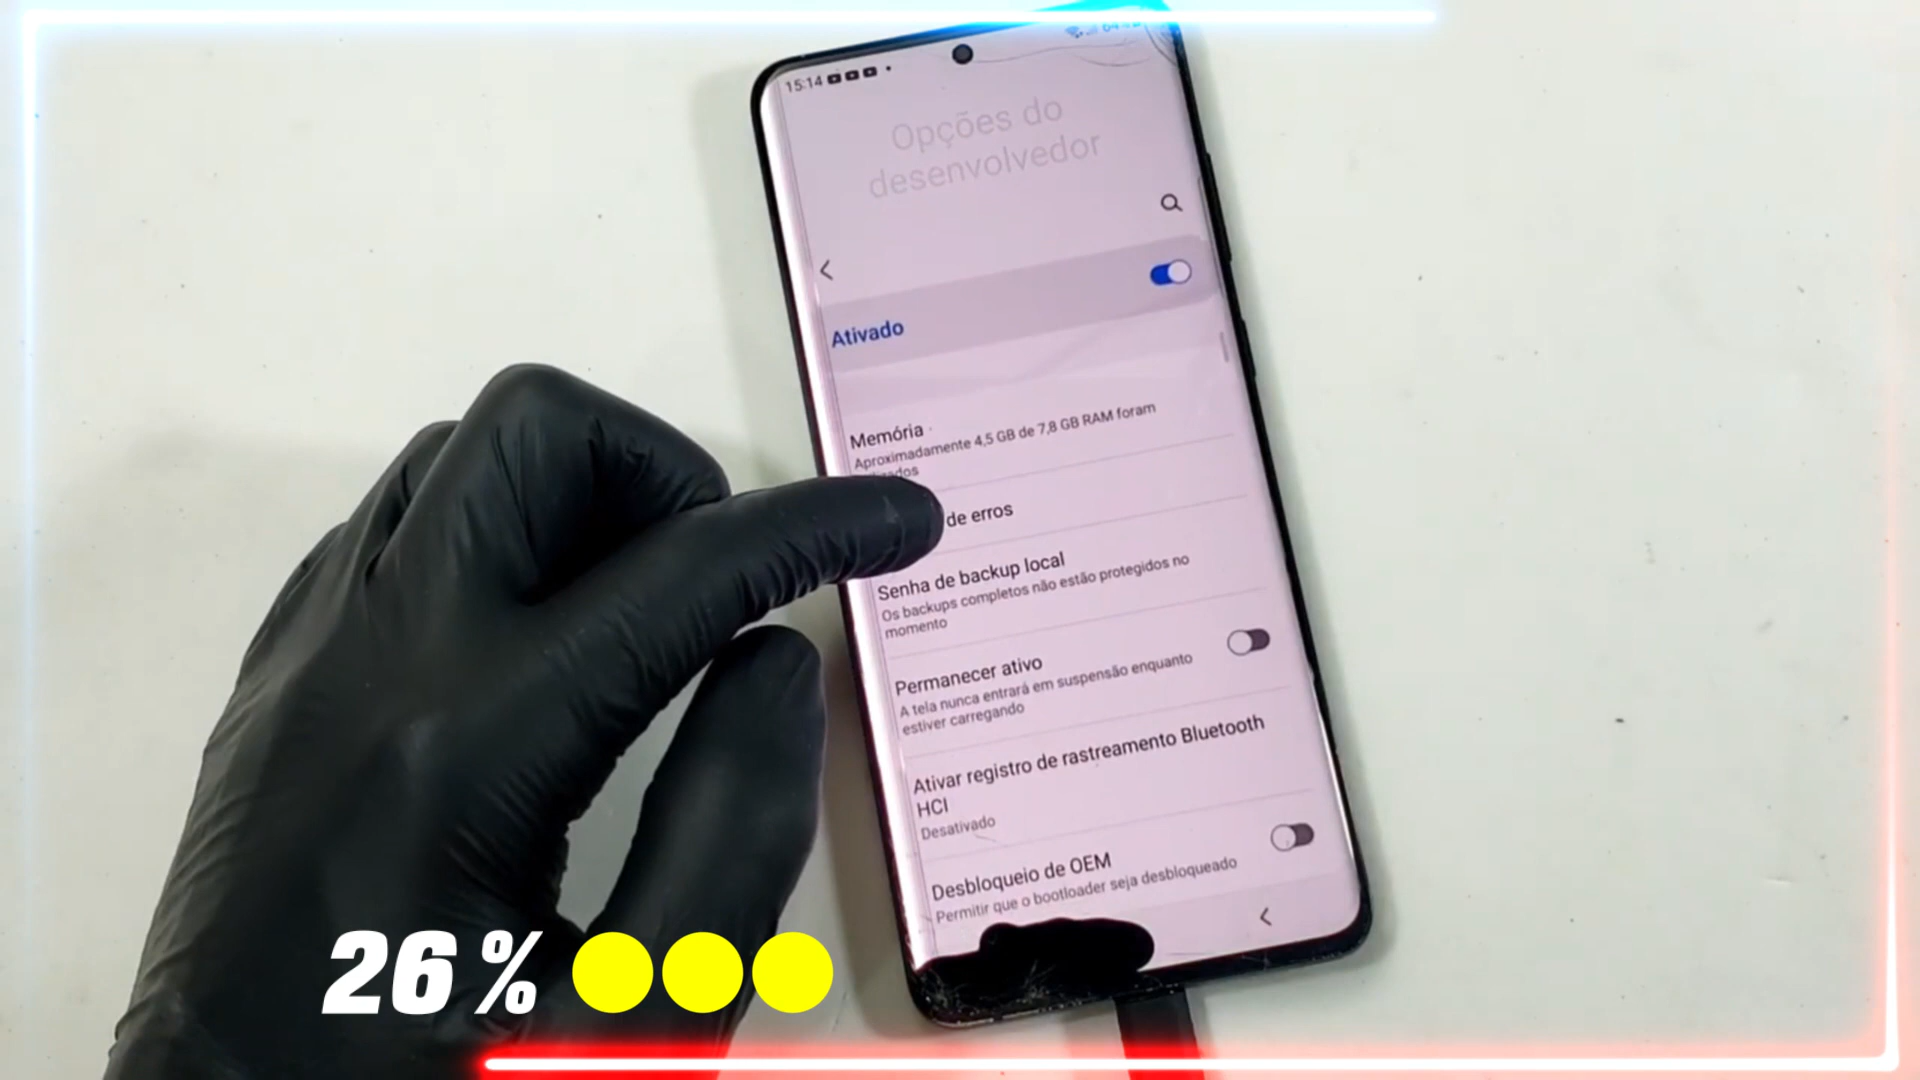 15:14
Opções do
desenvolvedor
Ativado
Memória
Aproximadamente 4,5 GB de 7,8 GB RAM foram
de erros
Senha de backup local
Os backups completos não estão protegidos no
momento
Permanecer ativo
A tela nunca entrará em suspensão enquanto
estiver carregando
Ativar registro de rastreamento Bluetooth
HCI
Desativado
Desbloqueio de OEM
Permitir que o bootloader seja desbloqueado
26%